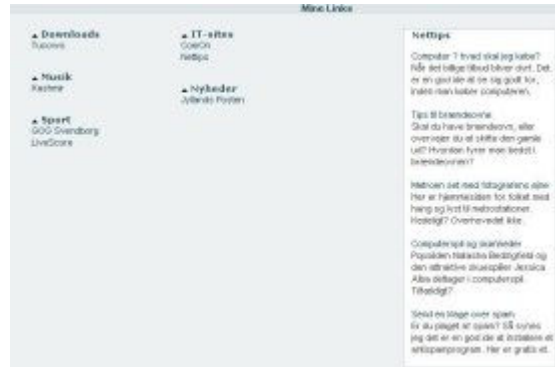 Mine Links
Downloads
Tucows
Musik
Kashmir
Sport
GOG Svendborg
LiveScore
IT-sites
ComOn
Nettips
Nyheder
Jyllands Posten
Nettips
Computer ? hvad skal jeg købe?
Når det billige tilbud bliver dyrt. Det
er en god ide at se sig godt for,
inden man køber computeren.
Tips til brændeovne
Skal du have brændeovn, eller
overvejer du at skifte den gamle
ud? Hvordan fyrer man bedst i
brændeovnen?
Metroen set med fotografens øjne
Her er hjemmesiden for folket med
hang og lyst til metrostationer.
Kedeligt? Overhovedet ikke.
Computerspil og skønheder
Popsiden Natascha Bedingfield og
den attraktive skuespiller Jessica
Alba deltager i computerspil.
Tilfældigt?
Send en klage over spam
Er du plaget af spam? Så synes
jeg det er en god ide at installere et
antispamprogram. Her er gratis et.